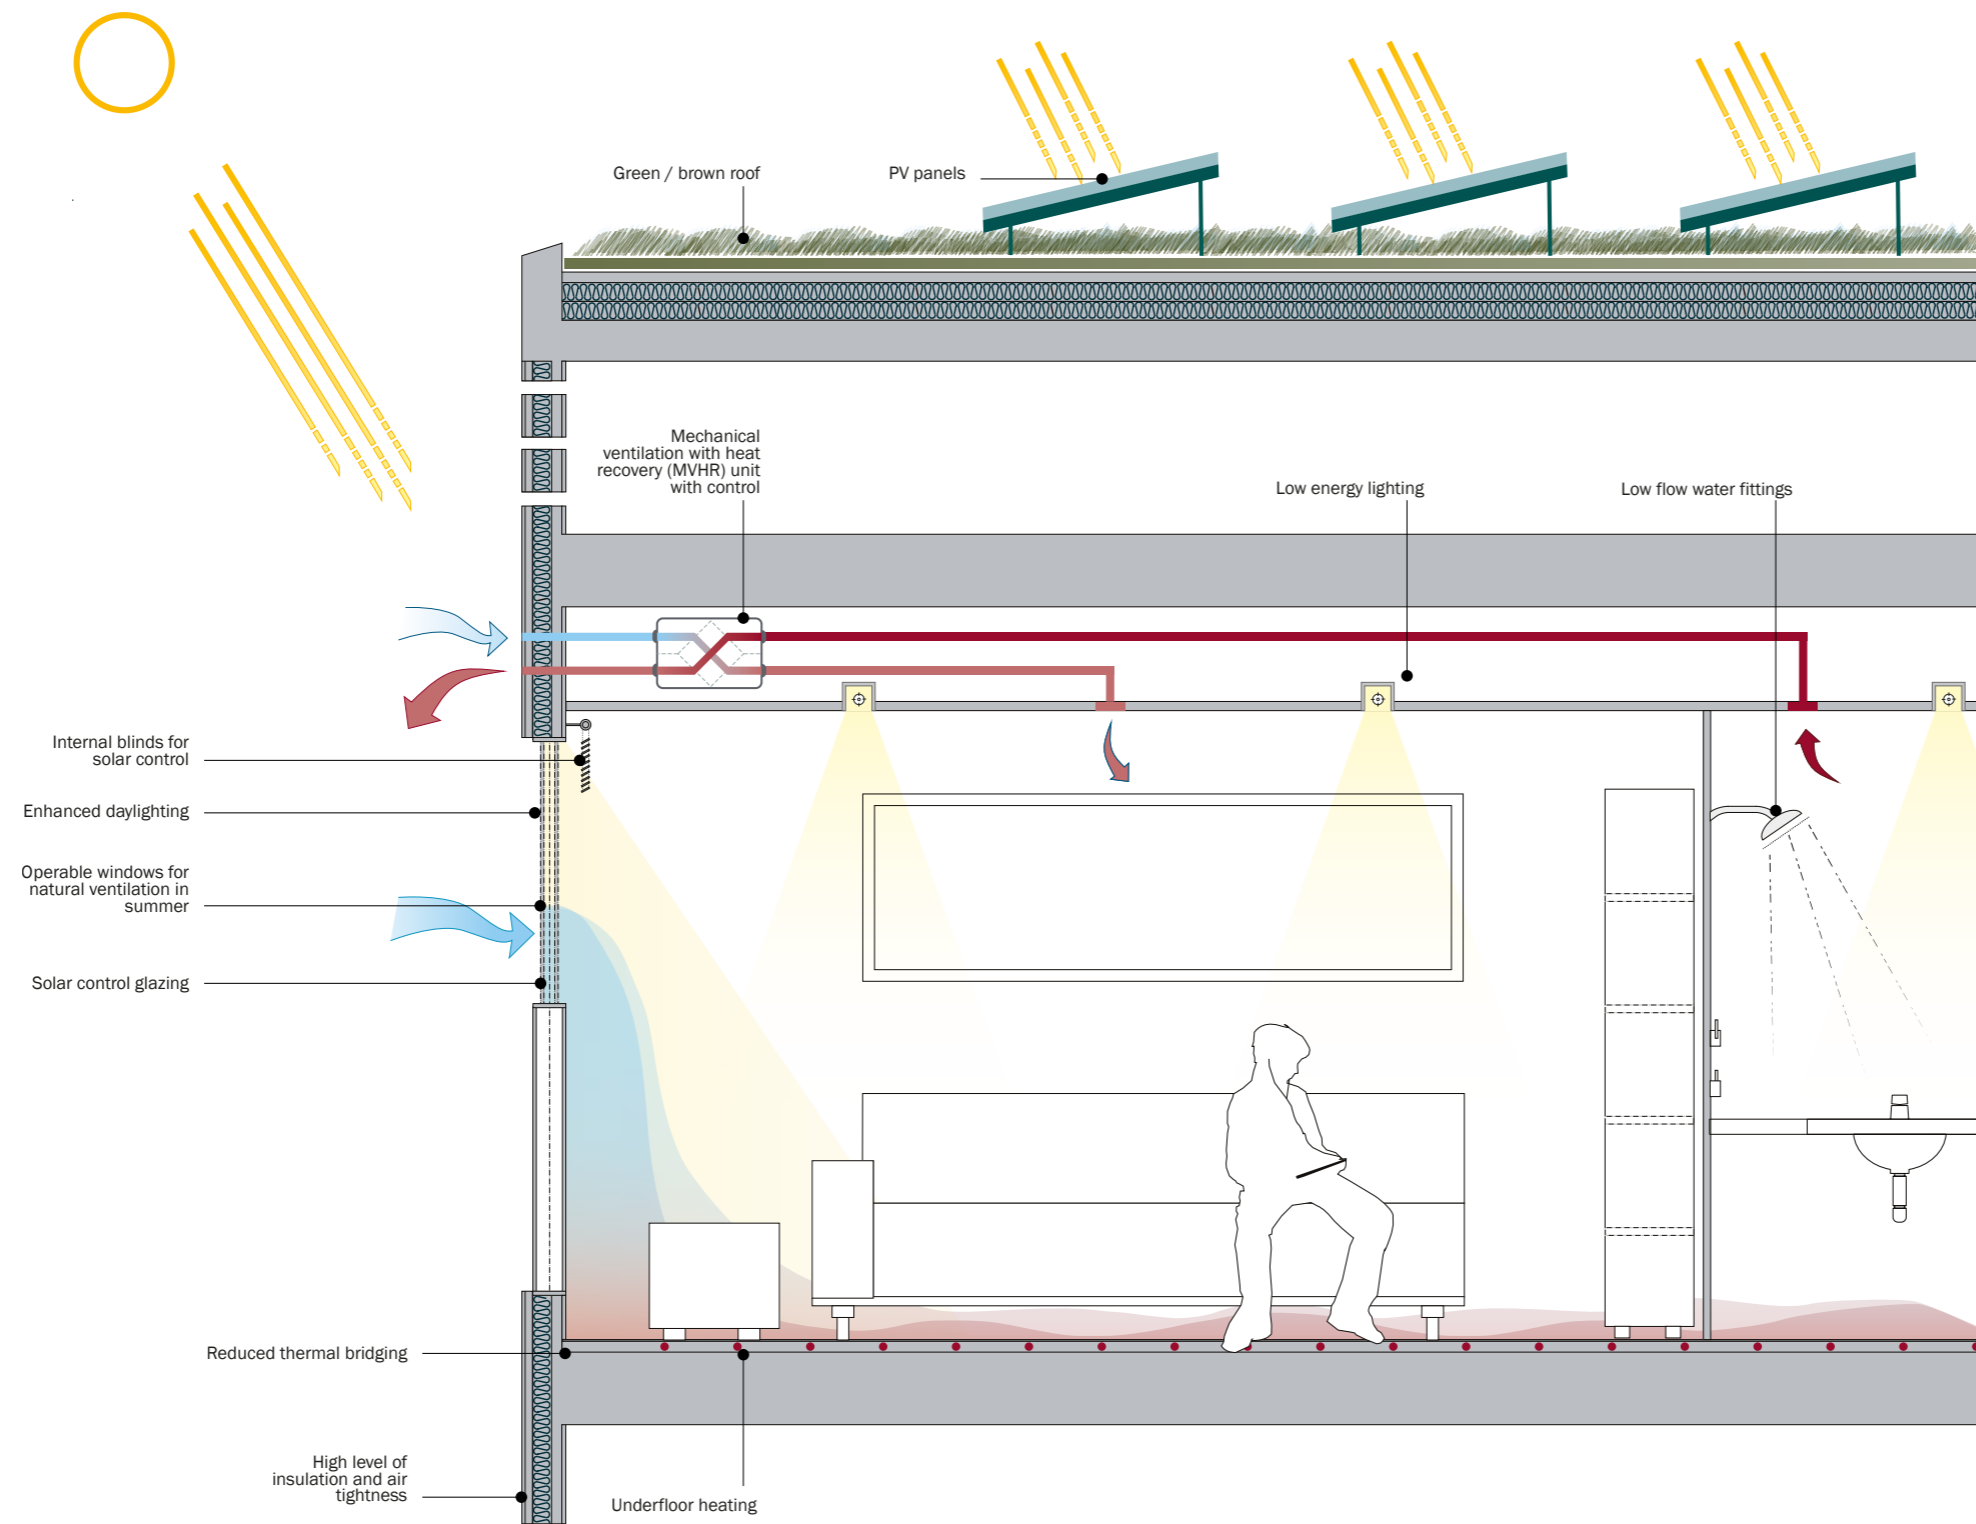 Green / brown roof
PV panels
Mechanical
ventilation with heat
recovery (MVHR) unit
with control
Low energy lighting
Low flow water fittings
Internal blinds for
solar control
Enhanced daylighting
Operable windows for
natural ventilation in
summer
Solar control glazing
Reduced thermal bridging
High level of
insulation and air
tightness
Underfloor heating